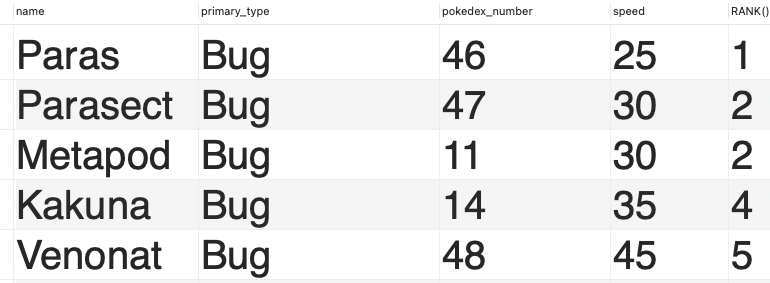 name primary_type pokedex_number speed RANK()
Paras Bug 46 25 1
Parasect Bug 47 30 2
Metapod Bug 11 30 2
Kakuna Bug 14 35 4
Venonat Bug 48 45 5